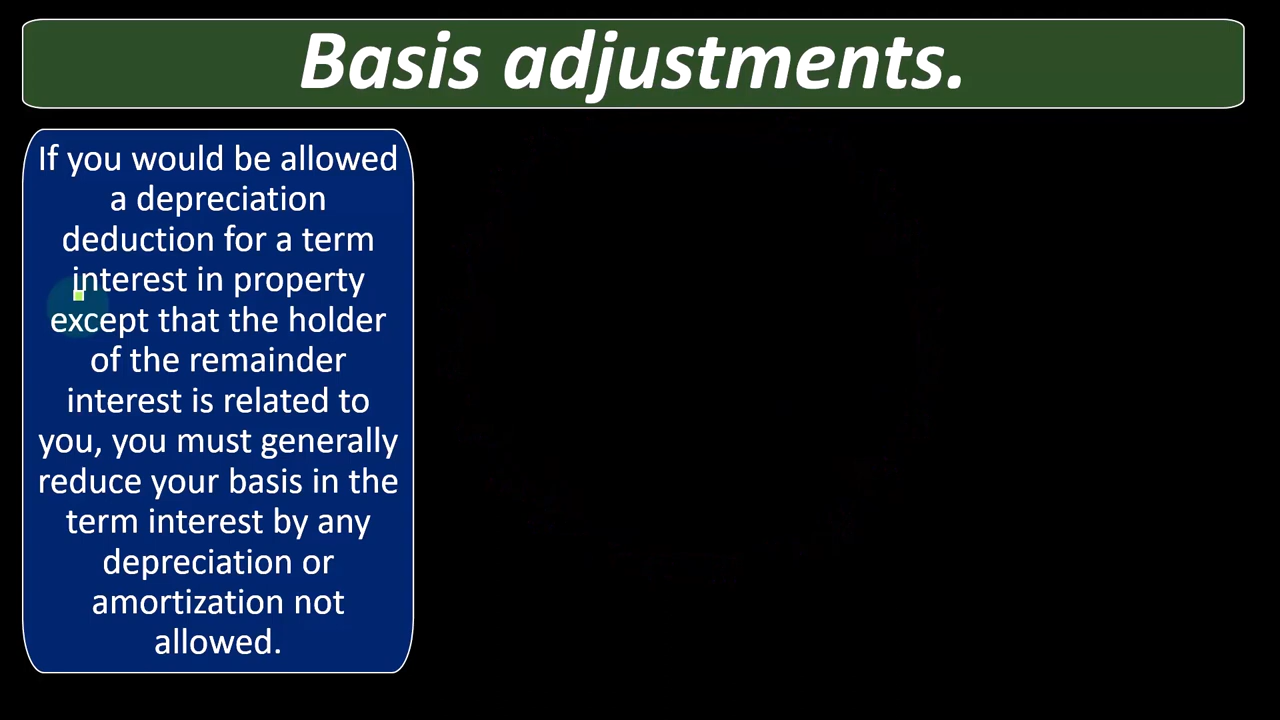 Basis adjustments.
If you would be allowed
a depreciation
deduction for a term
interest in property
except that the holder
of the remainder
interest is related to
you, you must generally
reduce your basis in the
term interest by any
depreciation or
amortization not
allowed.